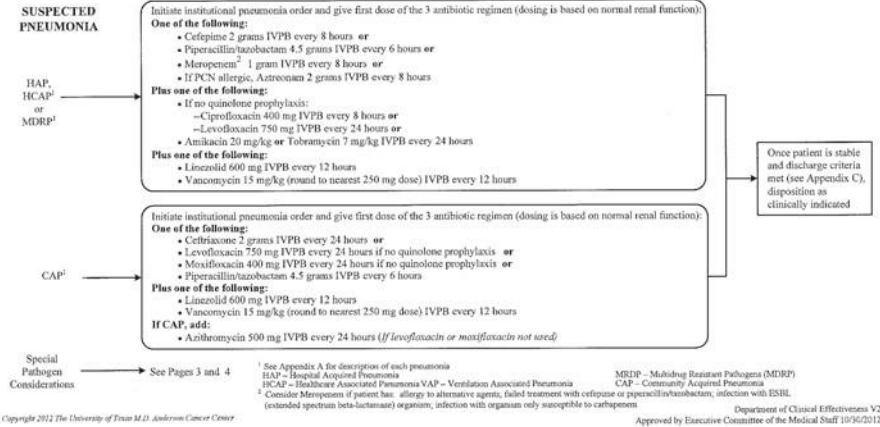 SUSPECTED
PNEUMONIA
Initiate institutional pneumonia order and give first dose of the 3 antibiotic regimen (dosing is based on normal renal function):
One of the following:
• Cefepime 2 grams IVPB every 8 hours or
• Piperacillin/tazobactam 4.5 grams IVPB every 6 hours or
• Meropenem² 1 gram IVPB every 8 hours or
• If PCN allergic, Aztreonam 2 grams IVPB every 8 hours
Plus one of the following:
• If no quinolone prophylaxis:
–Ciprofloxacin 400 mg IVPB every 8 hours or
–Levofloxacin 750 mg IVPB every 24 hours or
• Amikacin 20 mg/kg or Tobramycin 7 mg/kg IVPB every 24 hours
Plus one of the following:
• Linezolid 600 mg IVPB every 12 hours
• Vancomycin 15 mg/kg (round to nearest 250 mg dose) IVPB every 12 hours
HAP,
HCAP¹
or
MDRP¹
Once patient is stable
and discharge criteria
met (see Appendix C),
disposition as
clinically indicated
Initiate institutional pneumonia order and give first dose of the 3 antibiotic regimen (dosing is based on normal renal function):
One of the following:
• Ceftriaxone 2 grams IVPB every 24 hours or
• Levofloxacin 750 mg IVPB every 24 hours if no quinolone prophylaxis or
• Moxifloxacin 400 mg IVPB every 24 hours if no quinolone prophylaxis or
• Piperacillin/tazobactam 4.5 grams IVPB every 6 hours
Plus one of the following:
• Linezolid 600 mg IVPB every 12 hours
• Vancomycin 15 mg/kg (round to nearest 250 mg dose) IVPB every 12 hours
If CAP, add:
• Azithromycin 500 mg IVPB every 24 hours (If levofloxacin or moxifloxacin not used)
CAP¹
Special
Pathogen
Considerations
See Pages 3 and 4
¹ See Appendix A for description of each pneumonia
HAP – Hospital Acquired Pneumonia MRDP – Multidrug Resistant Pathogens (MDRP)
HCAP – Healthcare Associated Pneumonia VAP – Ventilation Associated Pneumonia CAP – Community Acquired Pneumonia
² Consider Meropenem if patient has: allergy to alternative agents, failed treatment with cefepime or piperacillin/tazobactam; infection with ESBL
(extended spectrum beta-lactamase) organism; infection with organism only susceptible to carbapenem
Department of Clinical Effectiveness V2
Copyright 2012 The University of Texas M.D. Anderson Cancer Center
Approved by Executive Committee of the Medical Staff 10/30/2012